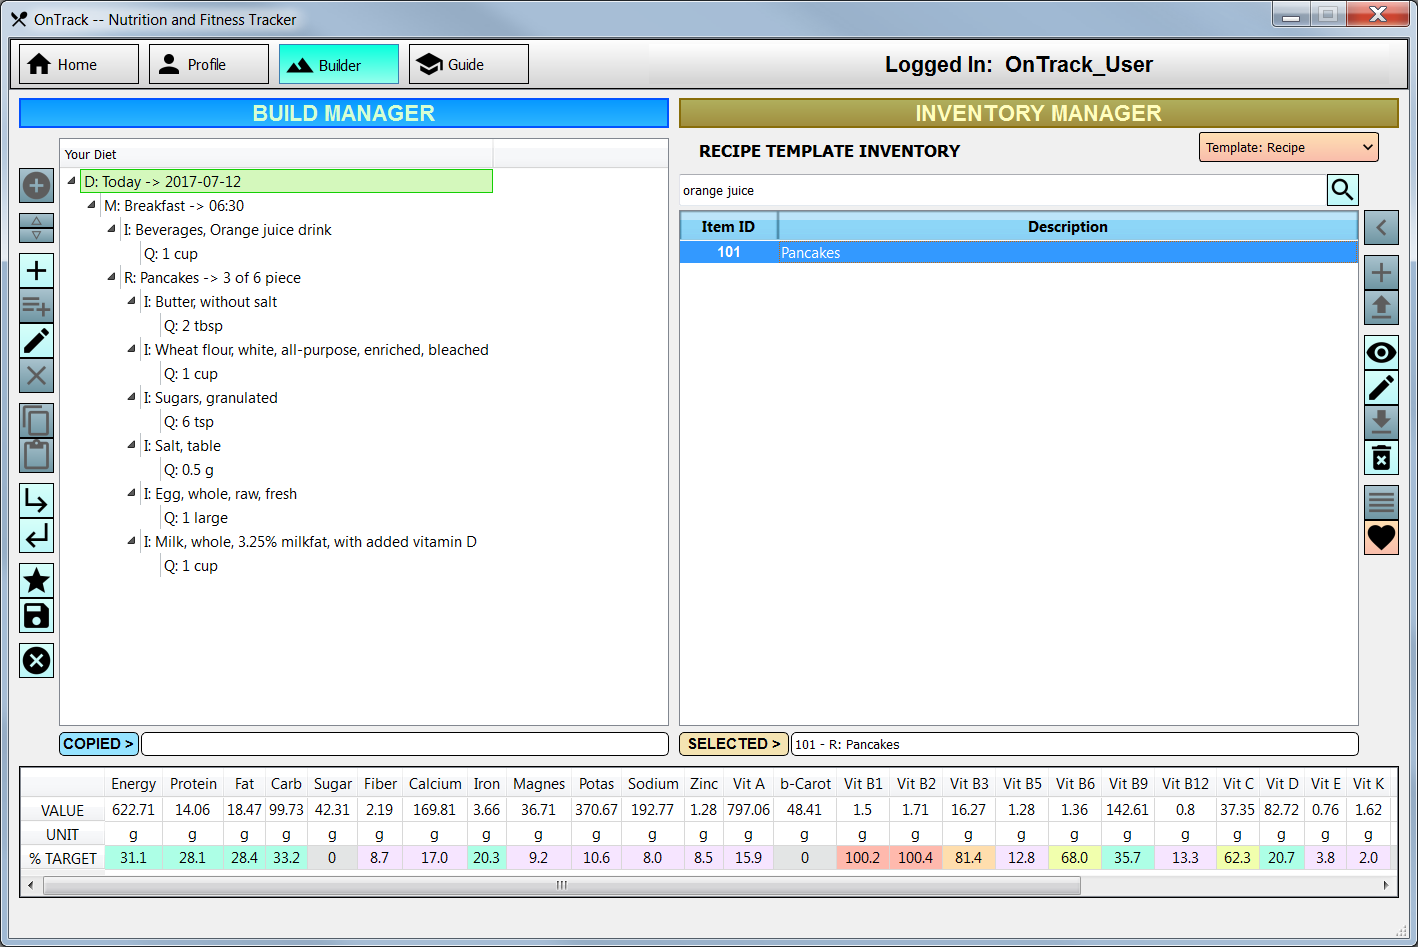 OnTrack -- Nutrition and Fitness Tracker
Home Profile Builder Guide Logged In: OnTrack_User
BUILD MANAGER
Your Diet
D: Today -> 2017-07-12
M: Breakfast -> 06:30
I: Beverages, Orange juice drink
Q: 1 cup
R: Pancakes -> 3 of 6 piece
I: Butter, without salt
Q: 2 tbsp
I: Wheat flour, white, all-purpose, enriched, bleached
Q: 1 cup
I: Sugars, granulated
Q: 6 tsp
I: Salt, table
Q: 0.5 g
I: Egg, whole, raw, fresh
Q: 1 large
I: Milk, whole, 3.25% milkfat, with added vitamin D
Q: 1 cup
COPIED >
INVENTORY MANAGER
RECIPE TEMPLATE INVENTORY Template: Recipe
orange juice
Item ID Description
101 Pancakes
SELECTED > 101 - R: Pancakes
Energy Protein Fat Carb Sugar Fiber Calcium Iron Magnes Potas Sodium Zinc Vit A b-Carot Vit B1 Vit B2 Vit B3 Vit B5 Vit B6 Vit B9 Vit B12 Vit C Vit D Vit E Vit K
VALUE 622.71 14.06 18.47 99.73 42.31 2.19 169.81 3.66 36.71 370.67 192.77 1.28 797.06 48.41 1.5 1.71 16.27 1.28 1.36 142.61 0.8 37.35 82.72 0.76 1.62
UNIT g g g g g g g g g g g g g g g g g g g g g g g g g
% TARGET 31.1 28.1 28.4 33.2 0 8.7 17.0 20.3 9.2 10.6 8.0 8.5 15.9 0 100.2 100.4 81.4 12.8 68.0 35.7 13.3 62.3 20.7 3.8 2.0